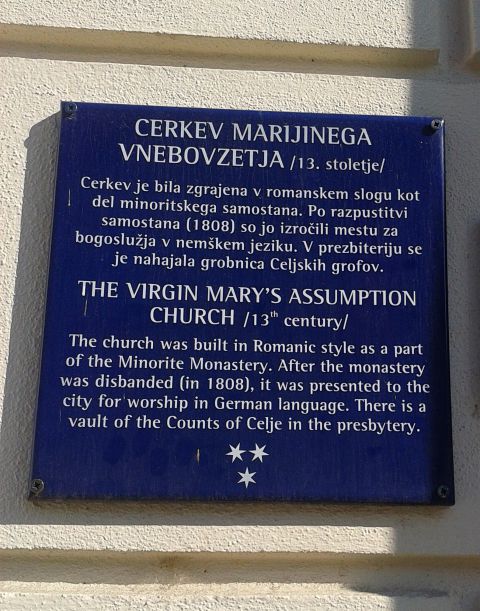 CERKEV MARIJINEGA
VNEBOVZETJA /13. stoletje/
Cerkev je bila zgrajena v romanskem slogu kot
del minoritskega samostana. Po razpustitvi
samostana (1808) so jo izročili mestu za
bogoslužja v nemškem jeziku. V prezbiteriju se
je nahajala grobnica Celjskih grofov.
THE VIRGIN MARY'S ASSUMPTION
CHURCH /13th century/
The church was built in Romanic style as a part
of the Minorite Monastery. After the monastery
was disbanded (in 1808), it was presented to the
city for worship in German language. There is a
vault of the Counts of Celje in the presbytery.